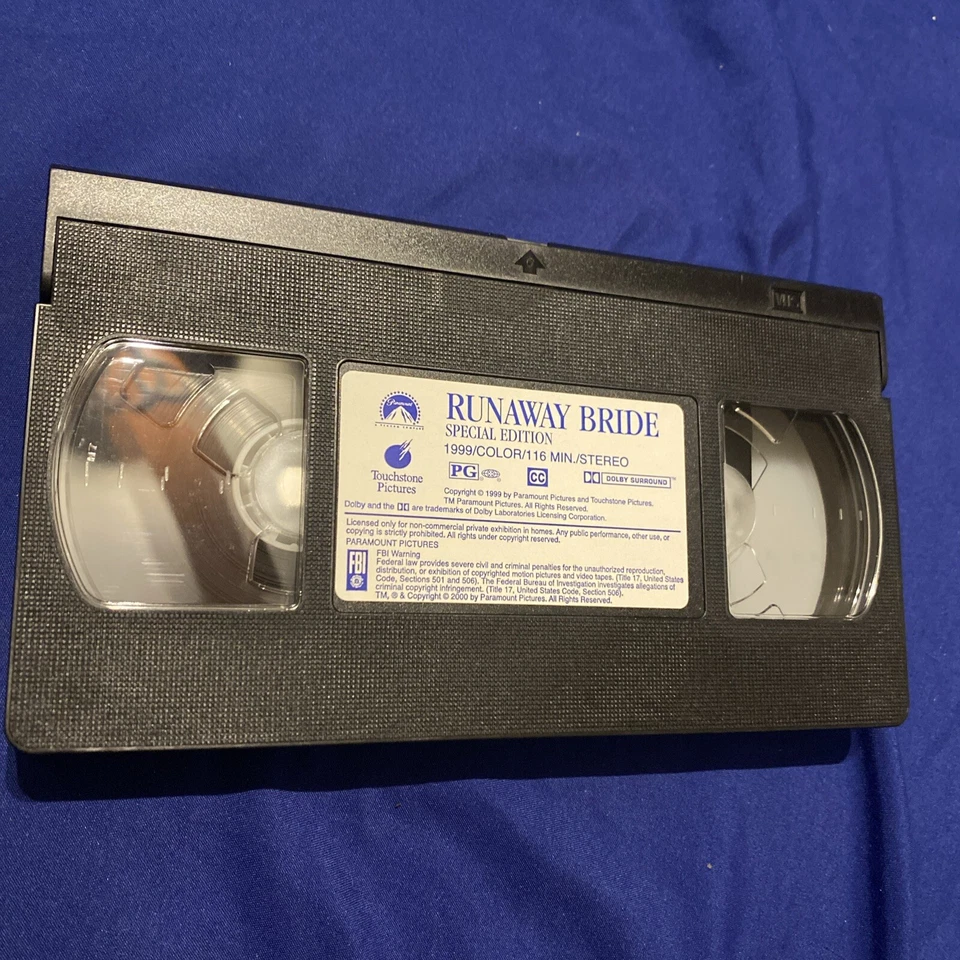 VHS
Paramount
RUNAWAY BRIDE
SPECIAL EDITION
1999/COLOR/116 MIN./STEREO
Touchstone
Pictures
PG
CC
DOLBY SURROUND
Copyright © 1999 by Paramount Pictures and Touchstone Pictures.
TM Paramount Pictures. All Rights Reserved.
Dolby and the DD are trademarks of Dolby Laboratories Licensing Corporation.
Licensed only for non-commercial private exhibition in homes. Any public performance, other use, or
copying is strictly prohibited. All rights under copyright reserved.
PARAMOUNT PICTURES
FBI
FBI Warning
Federal law provides severe civil and criminal penalties for the unauthorized reproduction,
distribution, or exhibition of copyrighted motion pictures and video tapes. (Title 17, United States
Code, Sections 501 and 506). The Federal Bureau of Investigation investigates allegations of
criminal copyright infringement. (Title 17, United States Code, Section 506).
TM, ® & Copyright © 2000 by Paramount Pictures. All Rights Reserved.